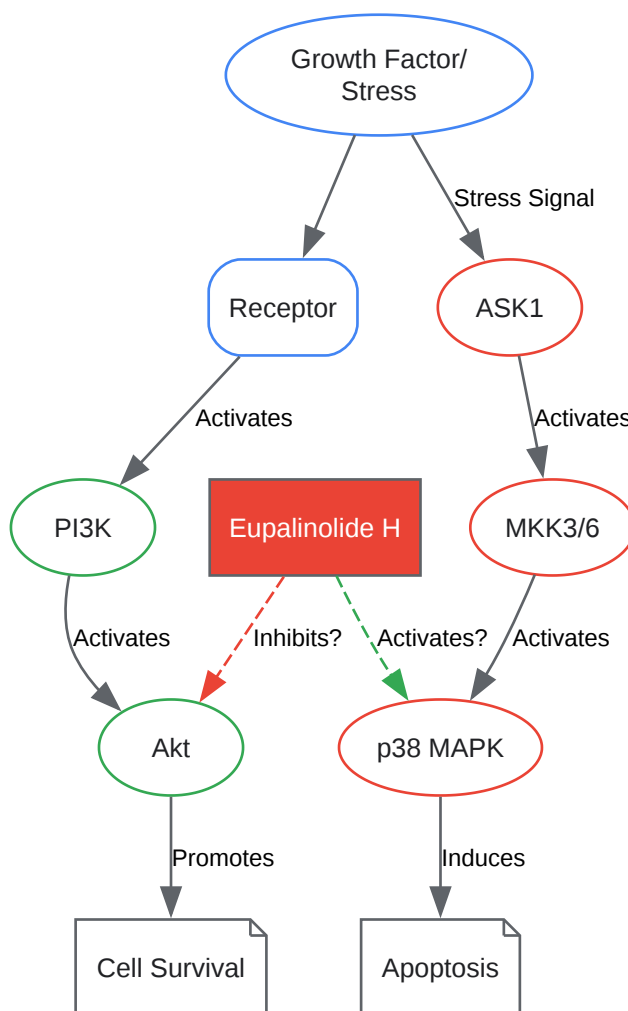 Growth Factor/
Stress
Stress Signal
Receptor
ASK1
Activates
Activates
PI3K
Eupalinolide H
MKK3/6
Activates
Inhibits?
Activates?
Activates
Akt
p38 MAPK
Promotes
Induces
Cell Survival
Apoptosis